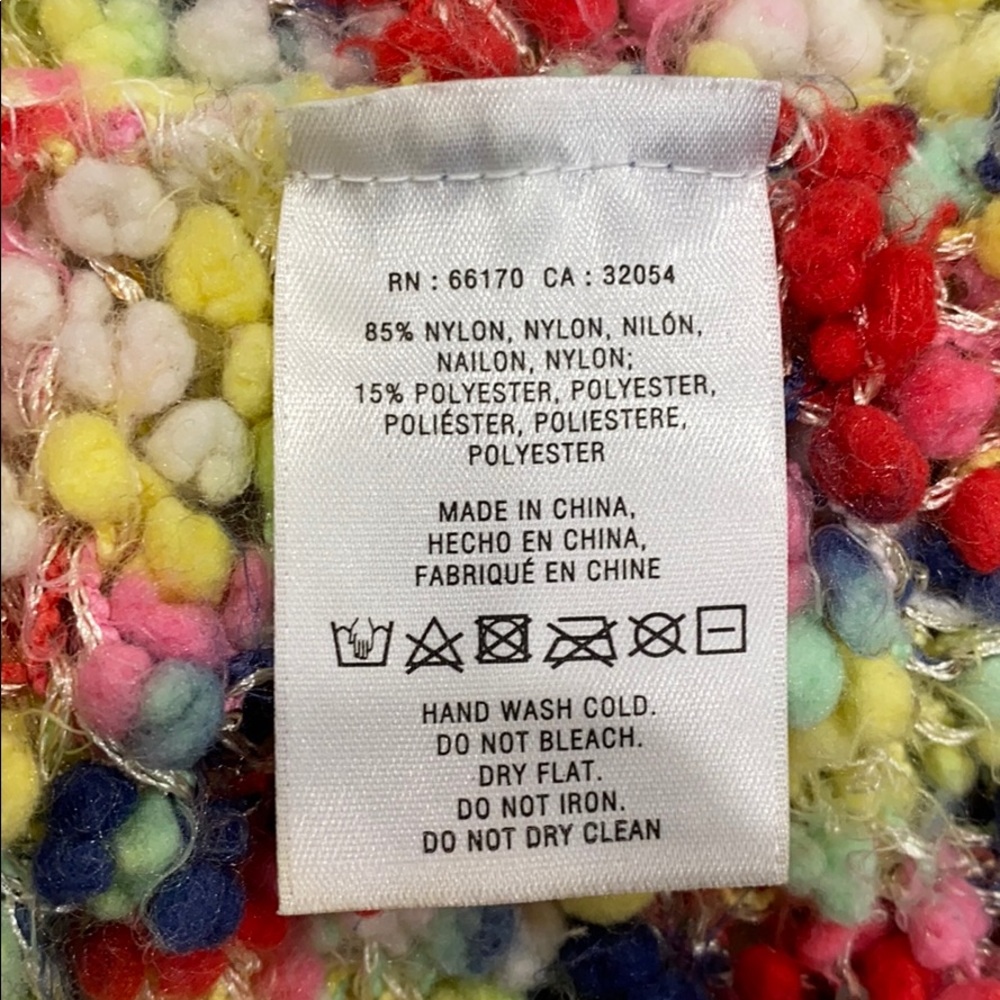 RN : 66170 CA : 32054
85% NYLON, NYLON, NILÓN,
NAILON, NYLON;
15% POLYESTER, POLYESTER,
POLIÉSTER, POLIESTERE,
POLYESTER
MADE IN CHINA,
HECHO EN CHINA,
FABRIQUÉ EN CHINE
HAND WASH COLD.
DO NOT BLEACH.
DRY FLAT.
DO NOT IRON.
DO NOT DRY CLEAN